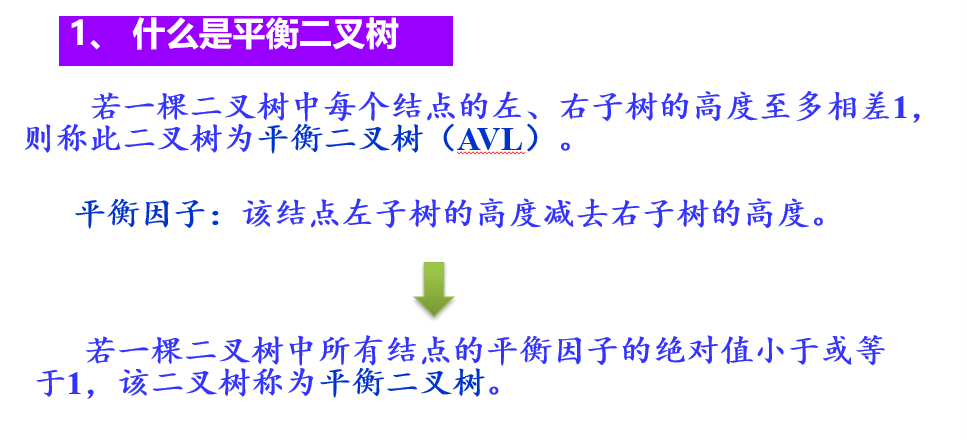 1、 什么是平衡二叉树
若一棵二叉树中每个结点的左、右子树的高度至多相差1，
则称此二叉树为平衡二叉树（AVL）。
平衡因子：该结点左子树的高度减去右子树的高度。
若一棵二叉树中所有结点的平衡因子的绝对值小于或等
于1，该二叉树称为平衡二叉树。